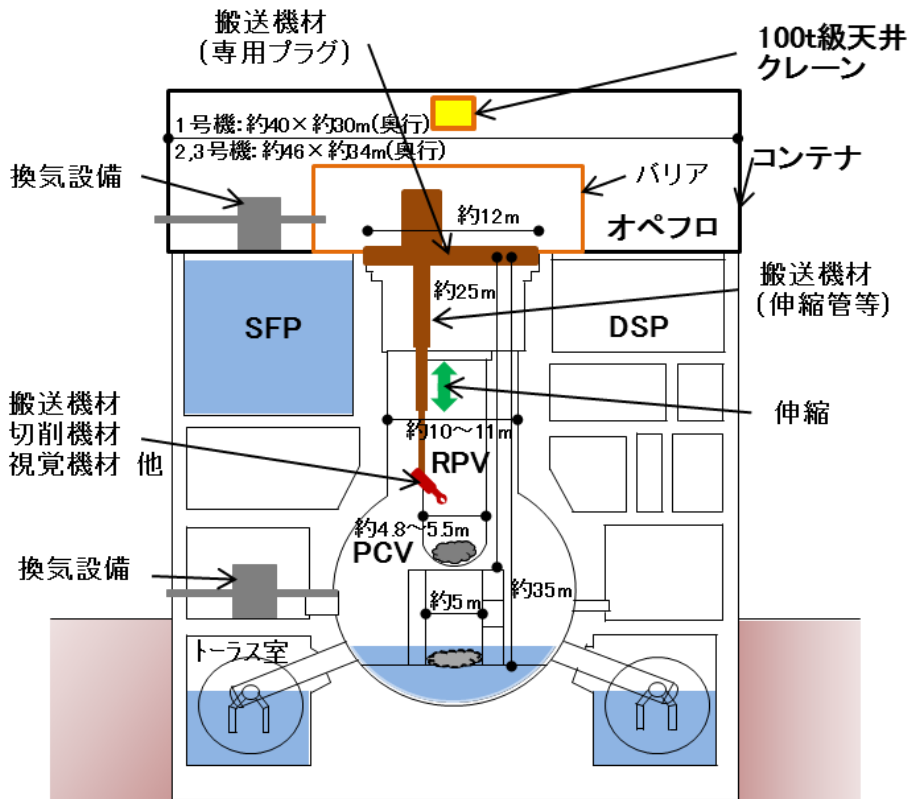 搬送機材
(専用プラグ)
100t級天井
クレーン
1号機:約40×約30m(奥行)
2,3号機:約46×約34m(奥行)
換気設備
バリア
コンテナ
約12m
オペフロ
搬送機材
(伸縮管等)
約25m
SFP
DSP
搬送機材
切削機材
視覚機材 他
伸縮
約10～11m
RPV
約4.8～5.5m
PCV
換気設備
約35m
約5m
トーラス室